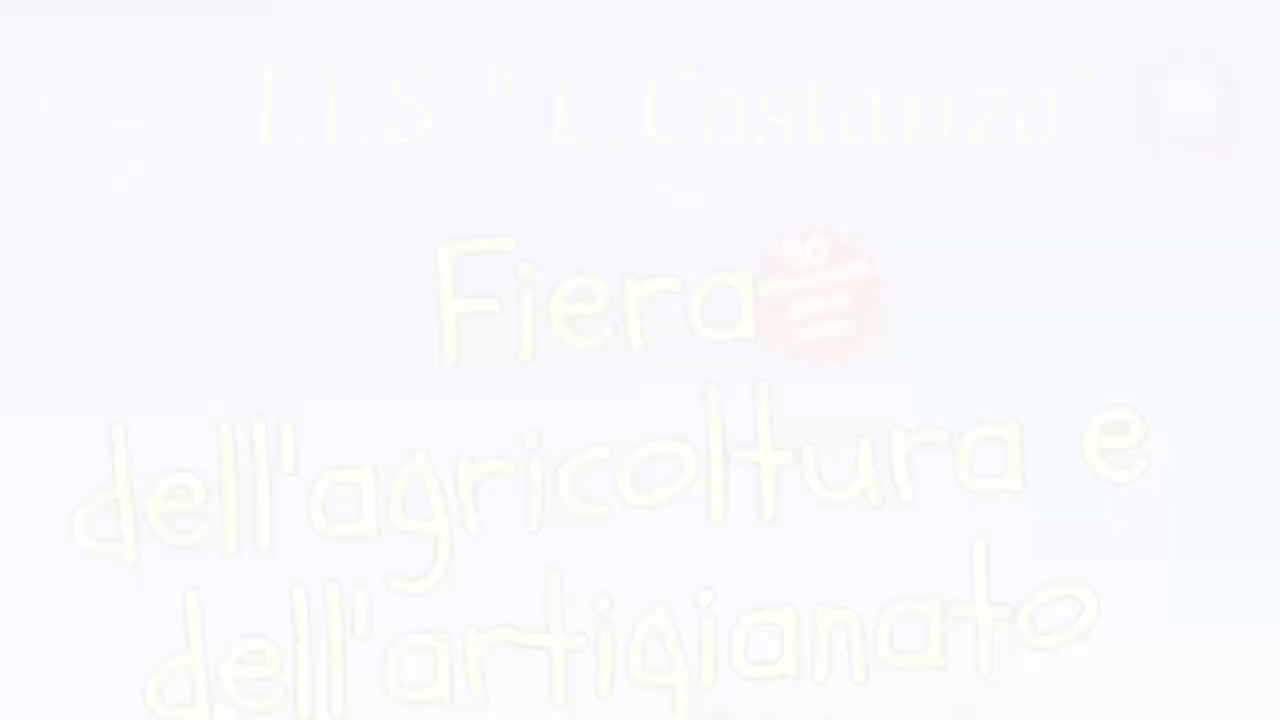 I.I.S "L. Costanzo"
Fiera
dell'agricoltura e
dell'artigianato